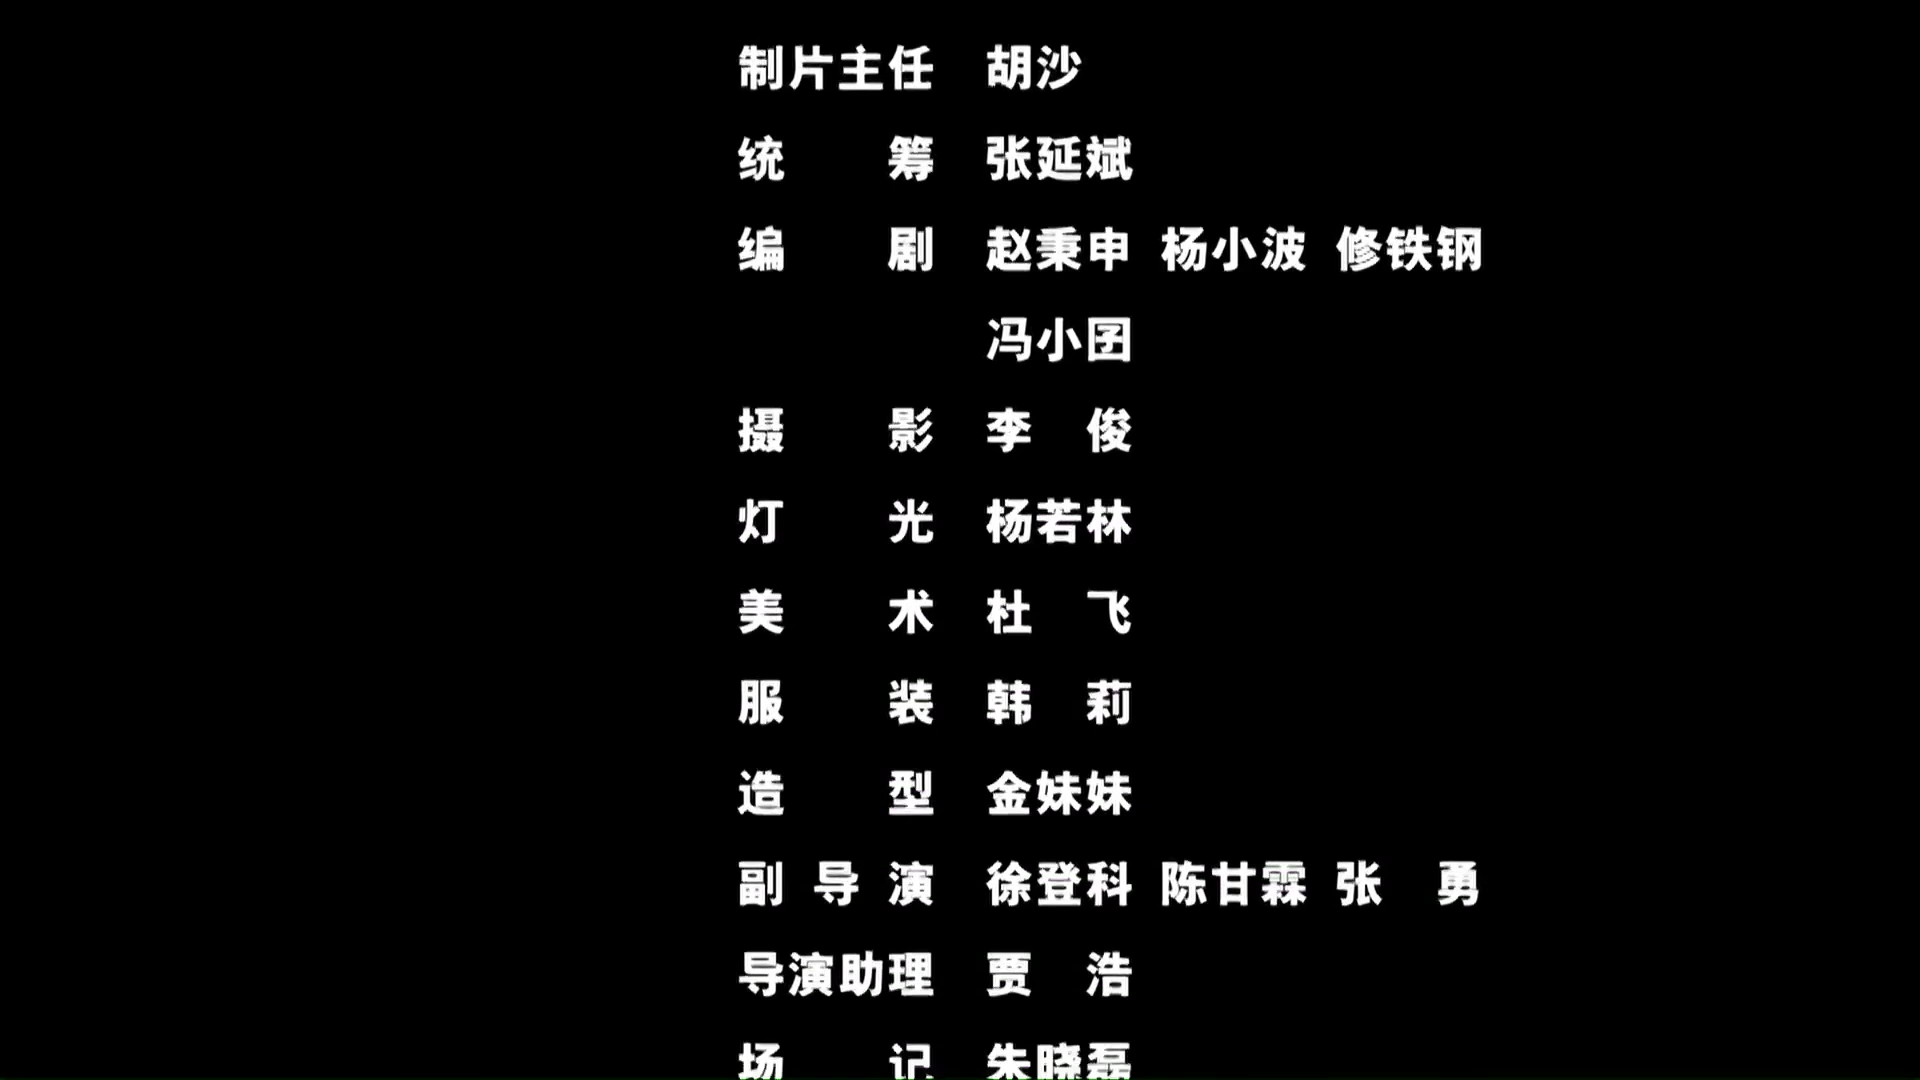 制片主任 胡沙
统筹 张延斌
编剧 赵秉申 杨小波 修铁钢
冯小囝
摄影 李俊
灯光 杨若林
美术 杜飞
服装 韩莉
造型 金妹妹
副导演 徐登科 陈甘霖 张勇
导演助理 贾浩
场记 朱晓磊